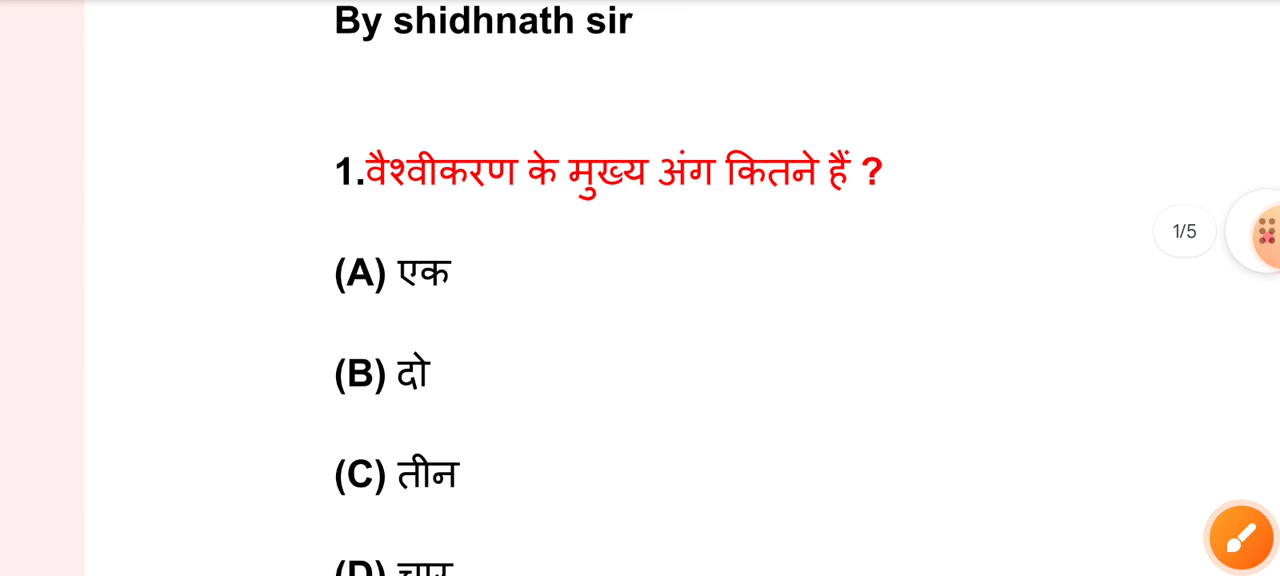 By shidhnath sir
1.वैश्वीकरण के मुख्य अंग कितने हैं ?
1/5
(A) एक
(B) दो
(C) तीन
(D) चार